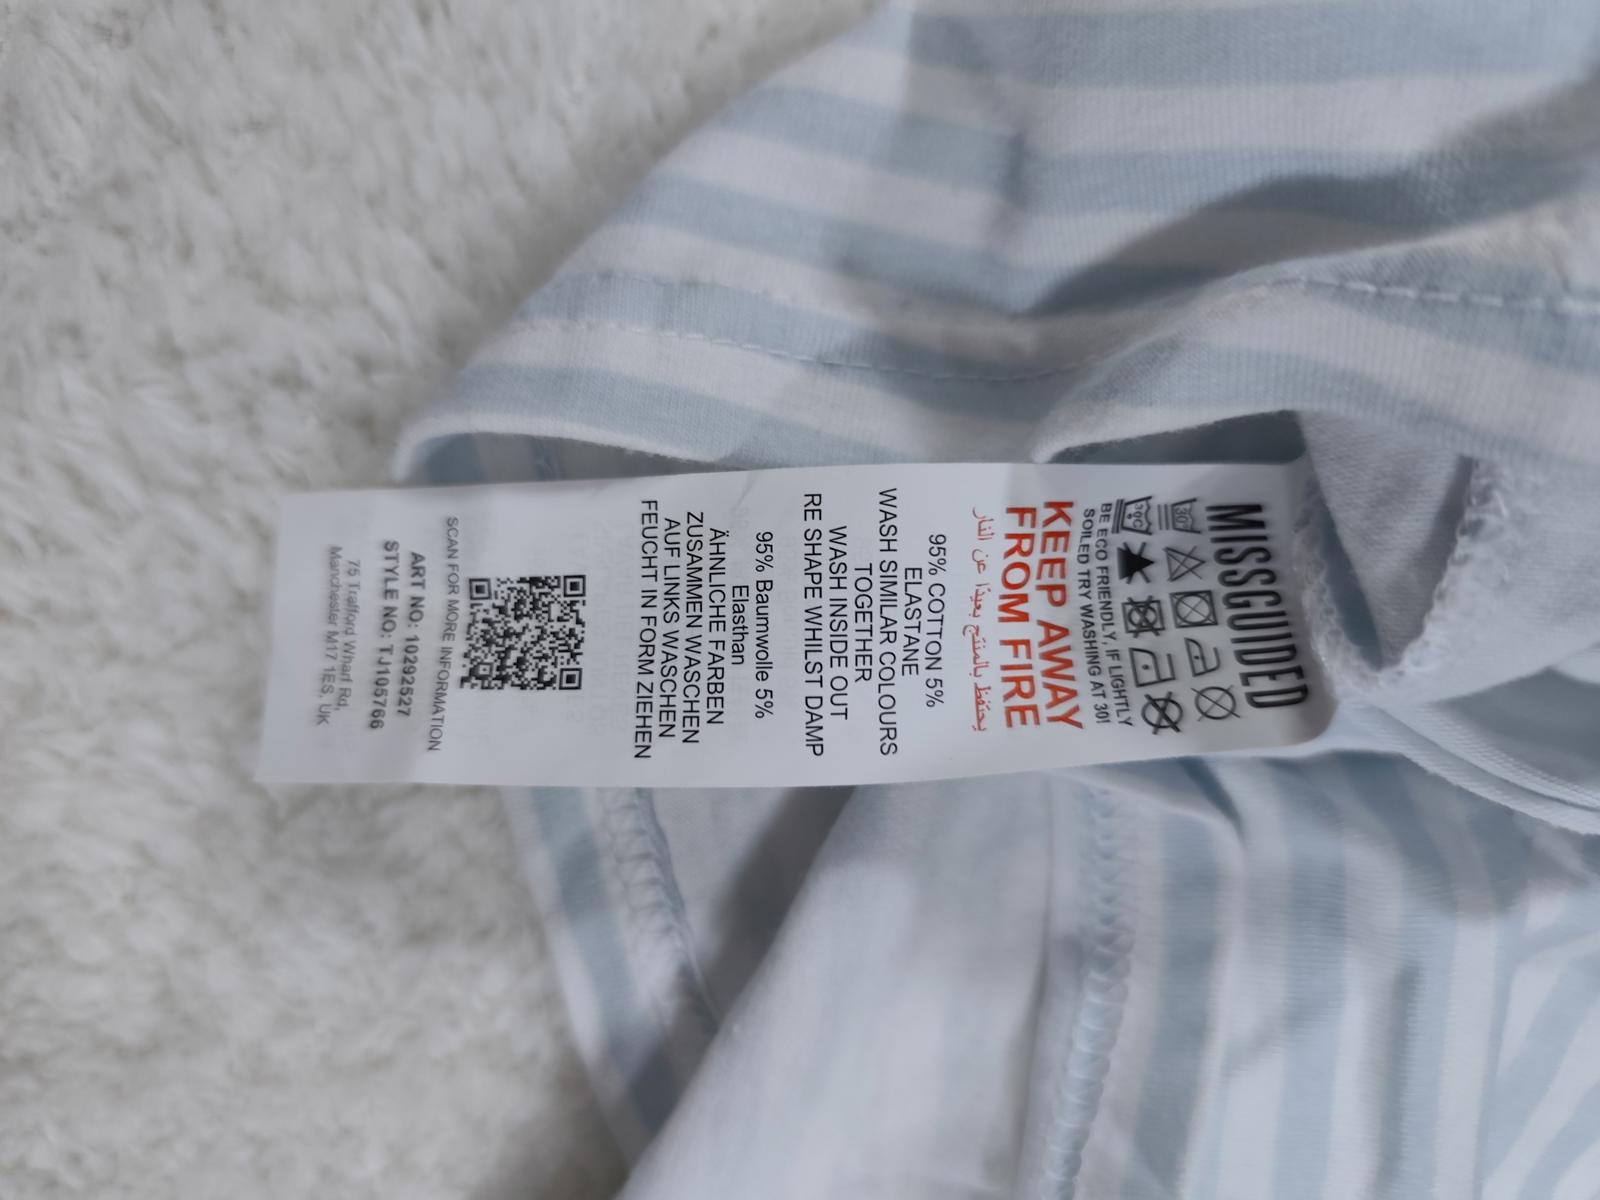 MISSGUIDED
30°
30°C
BE ECO FRIENDLY, IF LIGHTLY
SOILED TRY WASHING AT 30!
KEEP AWAY
FROM FIRE
يحتفظ بالمنتج بعيدًا عن النار
95% COTTON 5%
ELASTANE
WASH SIMILAR COLOURS
TOGETHER
WASH INSIDE OUT
RE SHAPE WHILST DAMP
95% Baumwolle 5%
Elasthan
ÄHNLICHE FARBEN
ZUSAMMEN WASCHEN
AUF LINKS WASCHEN
FEUCHT IN FORM ZIEHEN
SCAN FOR MORE INFORMATION
ART NO: 10292527
STYLE NO: TJ105766
75 Trafford Wharf Rd,
Manchester M17 1ES, UK